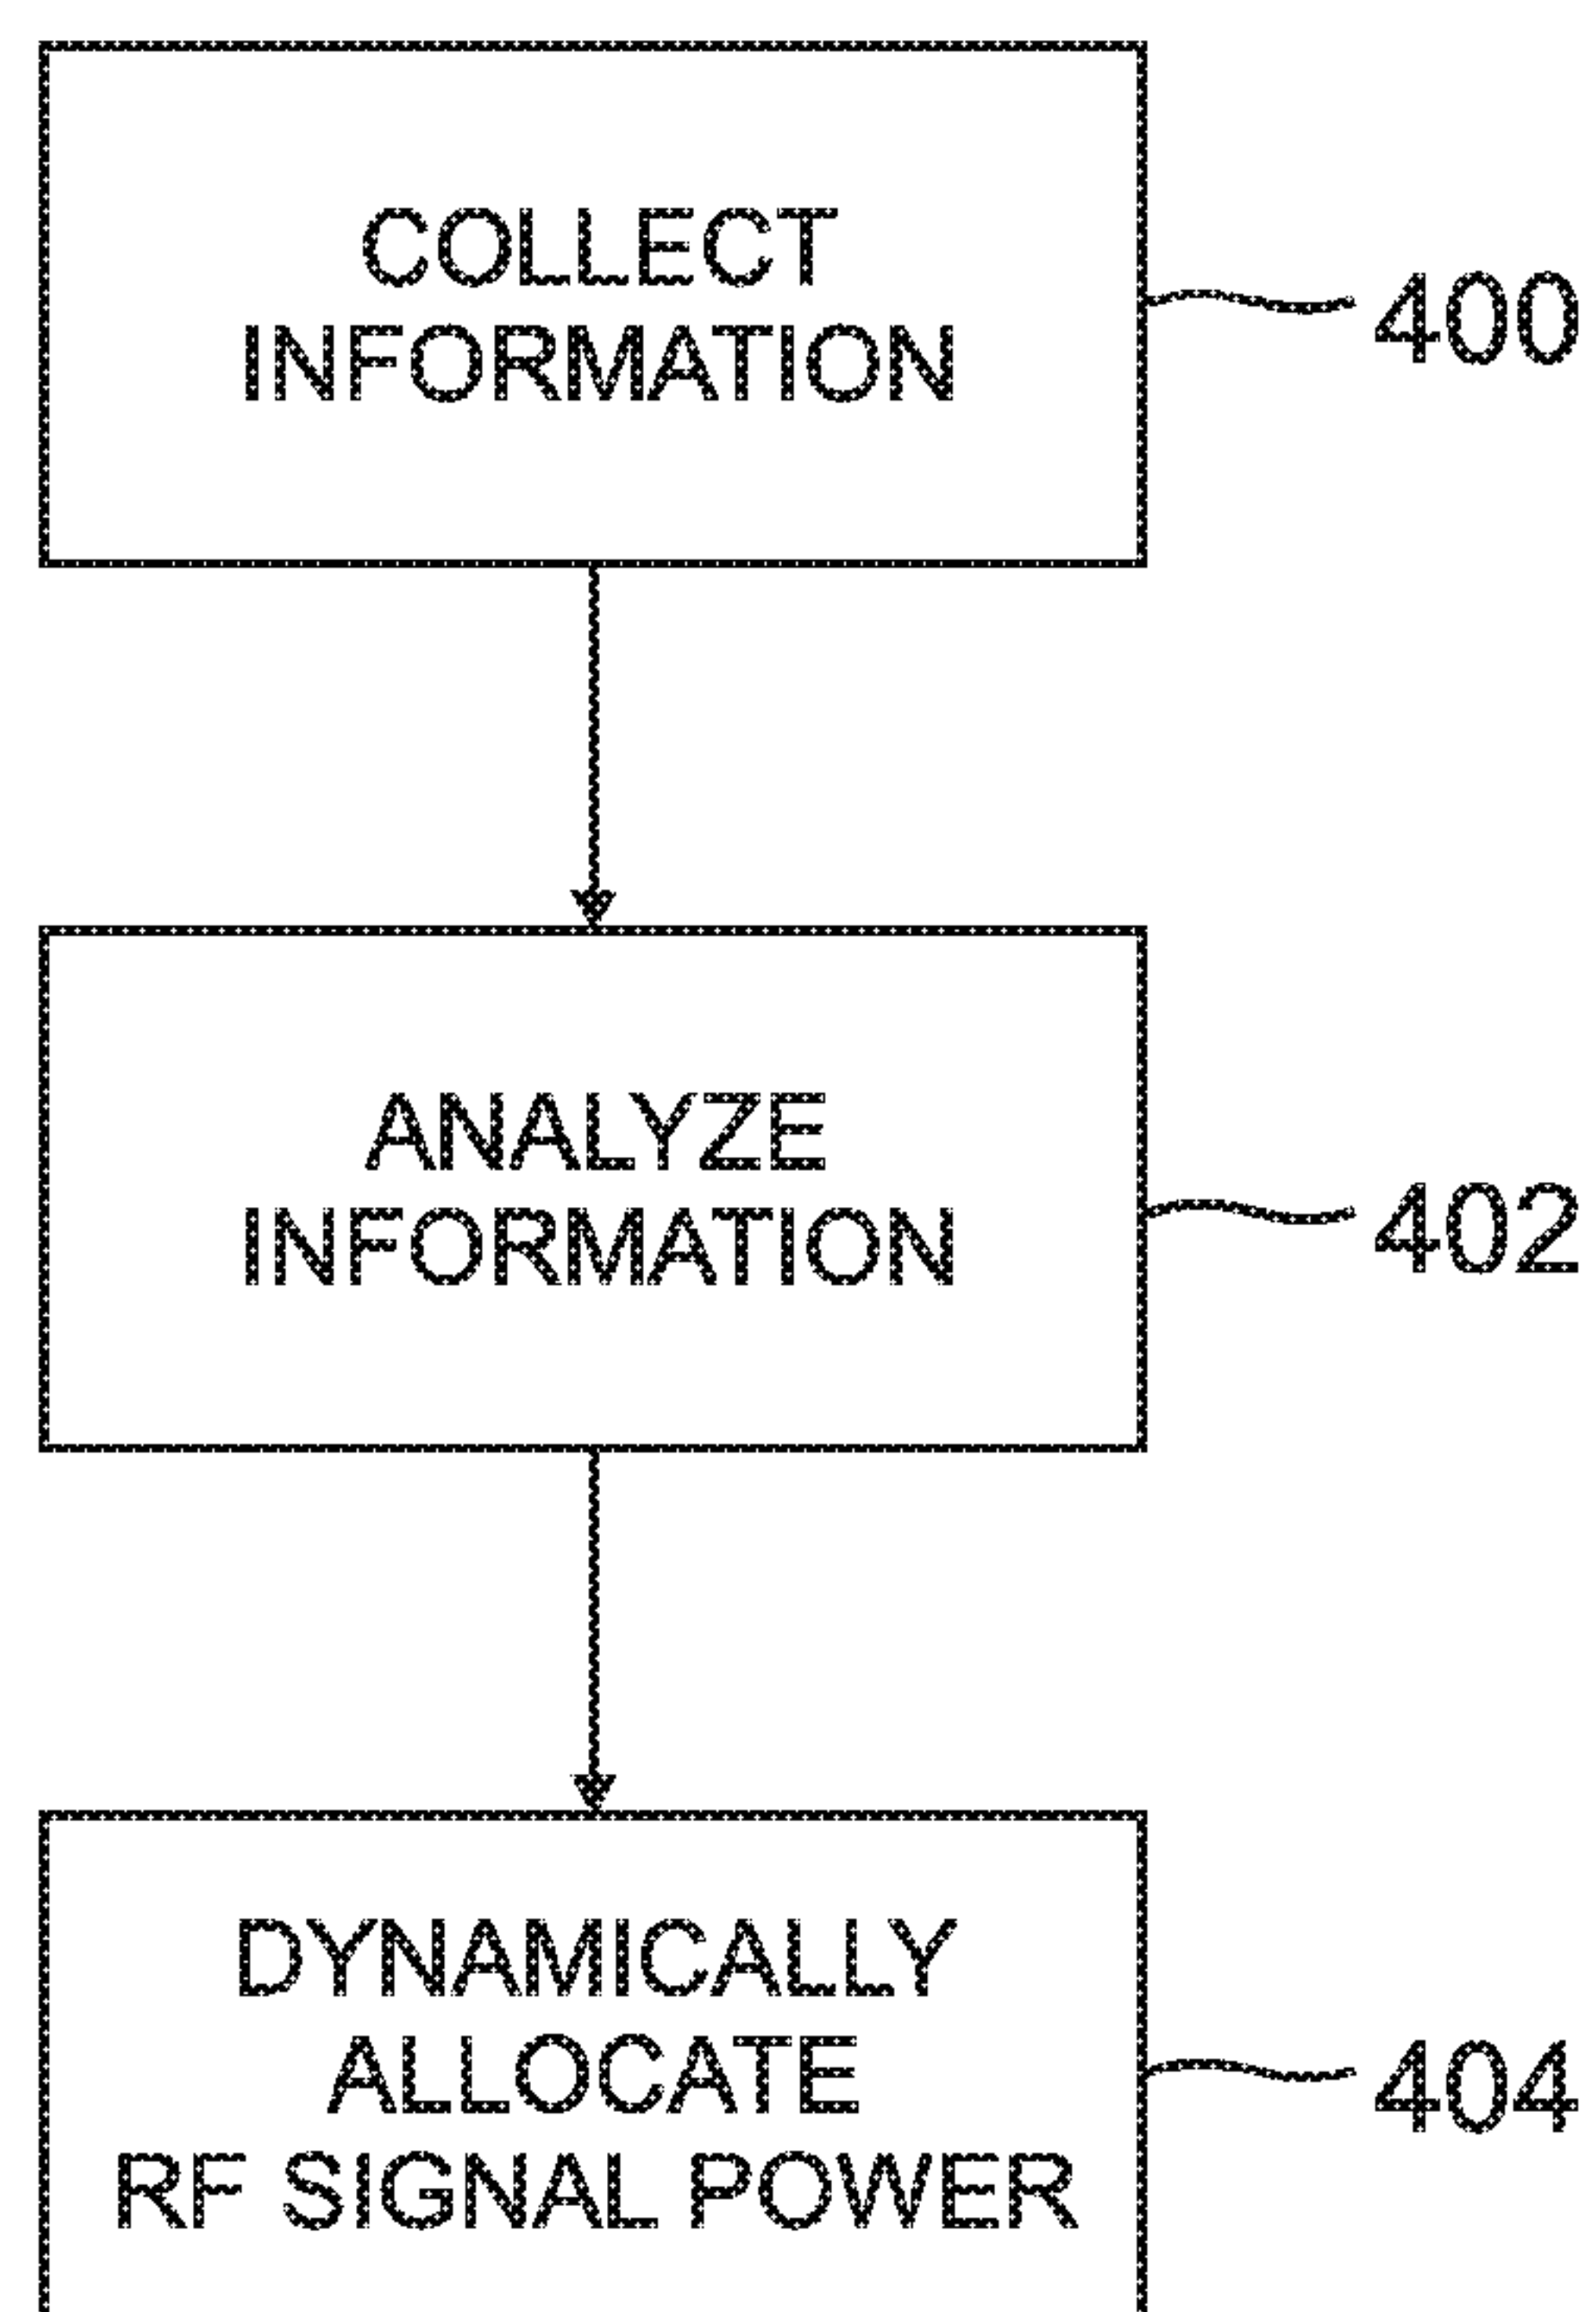 COLLECT
INFORMATION
400
ANALYZE
INFORMATION
402
DYNAMICALLY
ALLOCATE
RF SIGNAL POWER
404